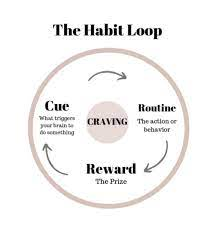 The Habit Loop
Cue
What triggers
your brain to
do something
CRAVING
Routine
The action or
behavior
Reward
The Prize